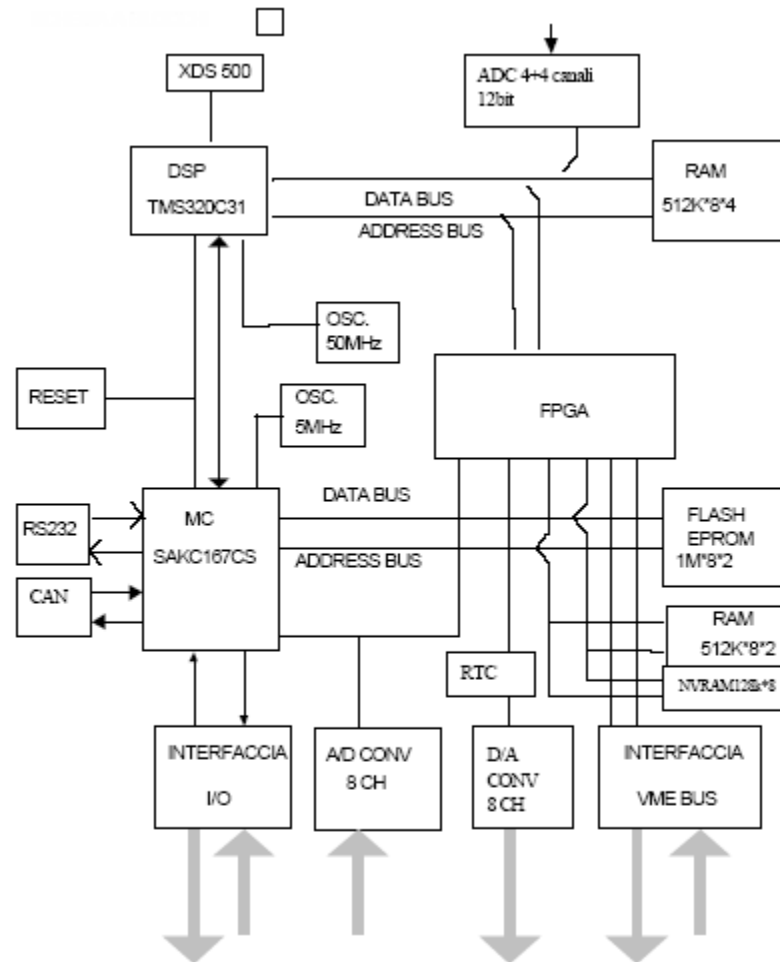 XDS 500
ADC 4+4 canali
12bit
DSP
TMS320C31
RAM
512K*8*4
DATA BUS
ADDRESS BUS
OSC.
50MHz
RESET
OSC.
5MHz
FPGA
RS232
MC
SAKC167CS
DATA BUS
ADDRESS BUS
FLASH
EPROM
1M*8*2
CAN
RAM
512K*8*2
RTC
NVRAM128k*8
INTERFACCIA
I/O
A/D CONV
8 CH
D/A
CONV
8 CH
INTERFACCIA
VME BUS